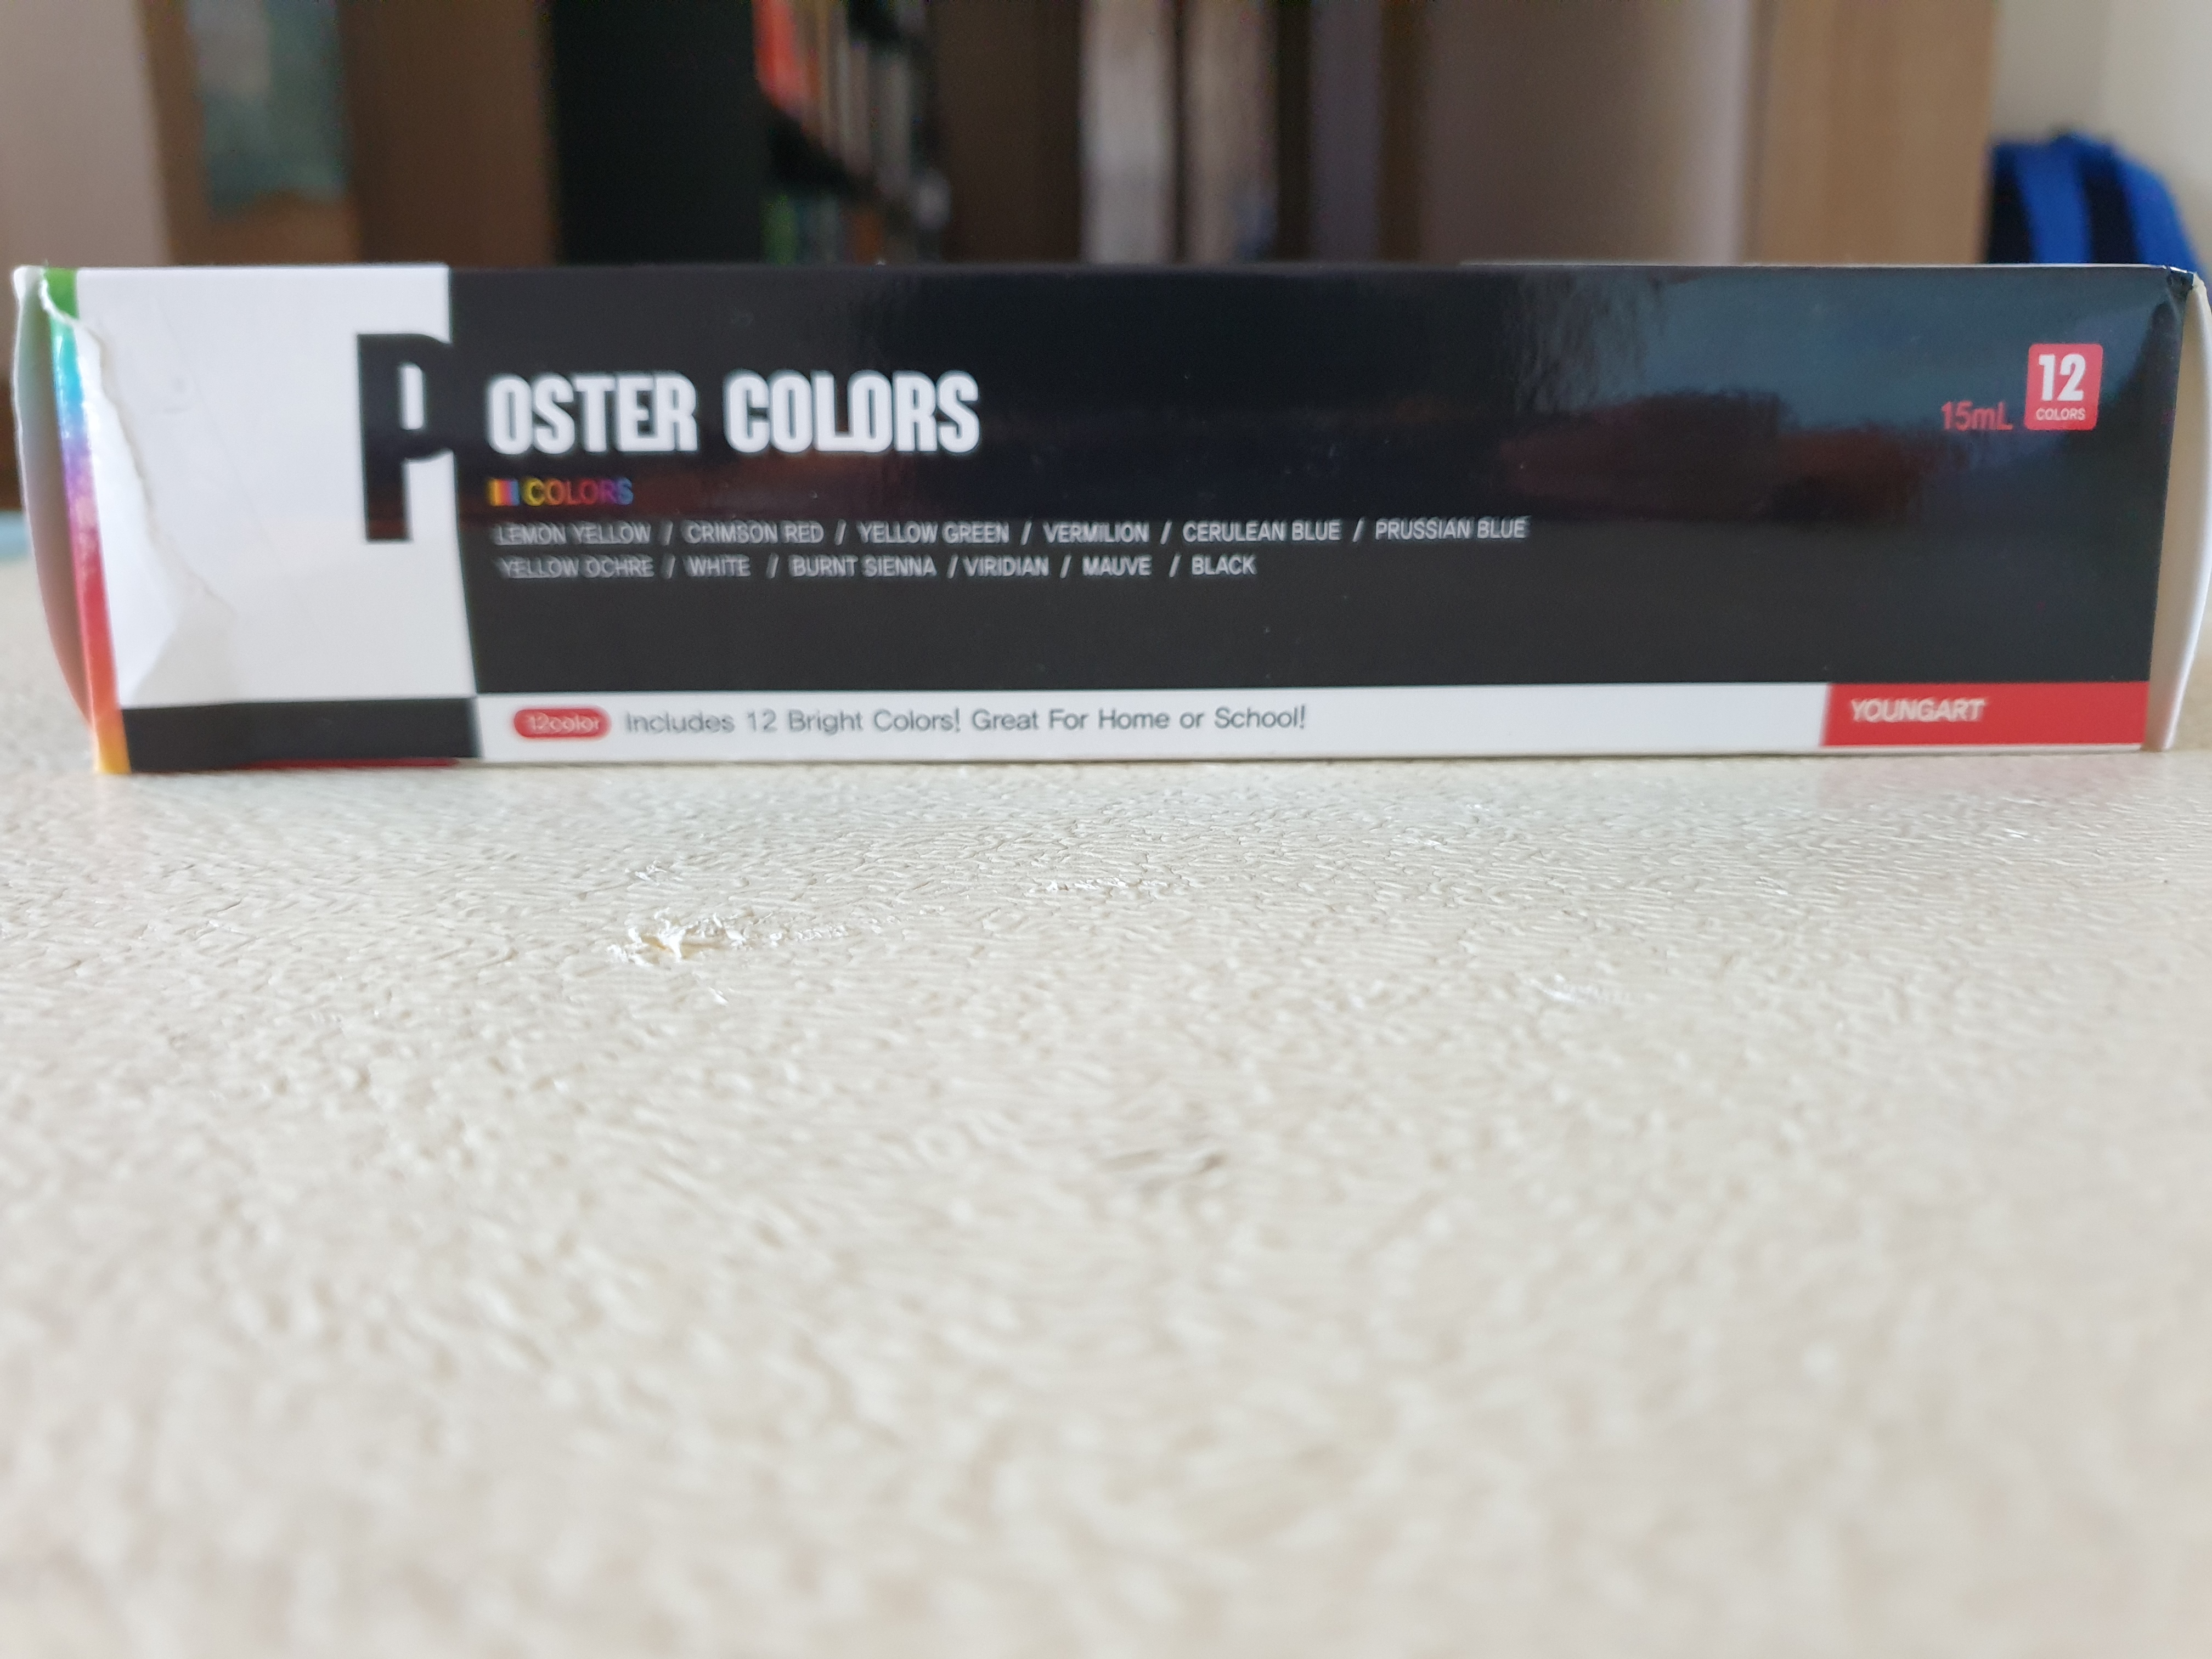 POSTER COLORS
15mL 12 COLORS
COLORS
LEMON YELLOW / CRIMSON RED / YELLOW GREEN / VERMILION / CERULEAN BLUE / PRUSSIAN BLUE
YELLOW OCHRE / WHITE / BURNT SIENNA / VIRIDIAN / MAUVE / BLACK
12color Includes 12 Bright Colors! Great For Home or School!
YOUNGART